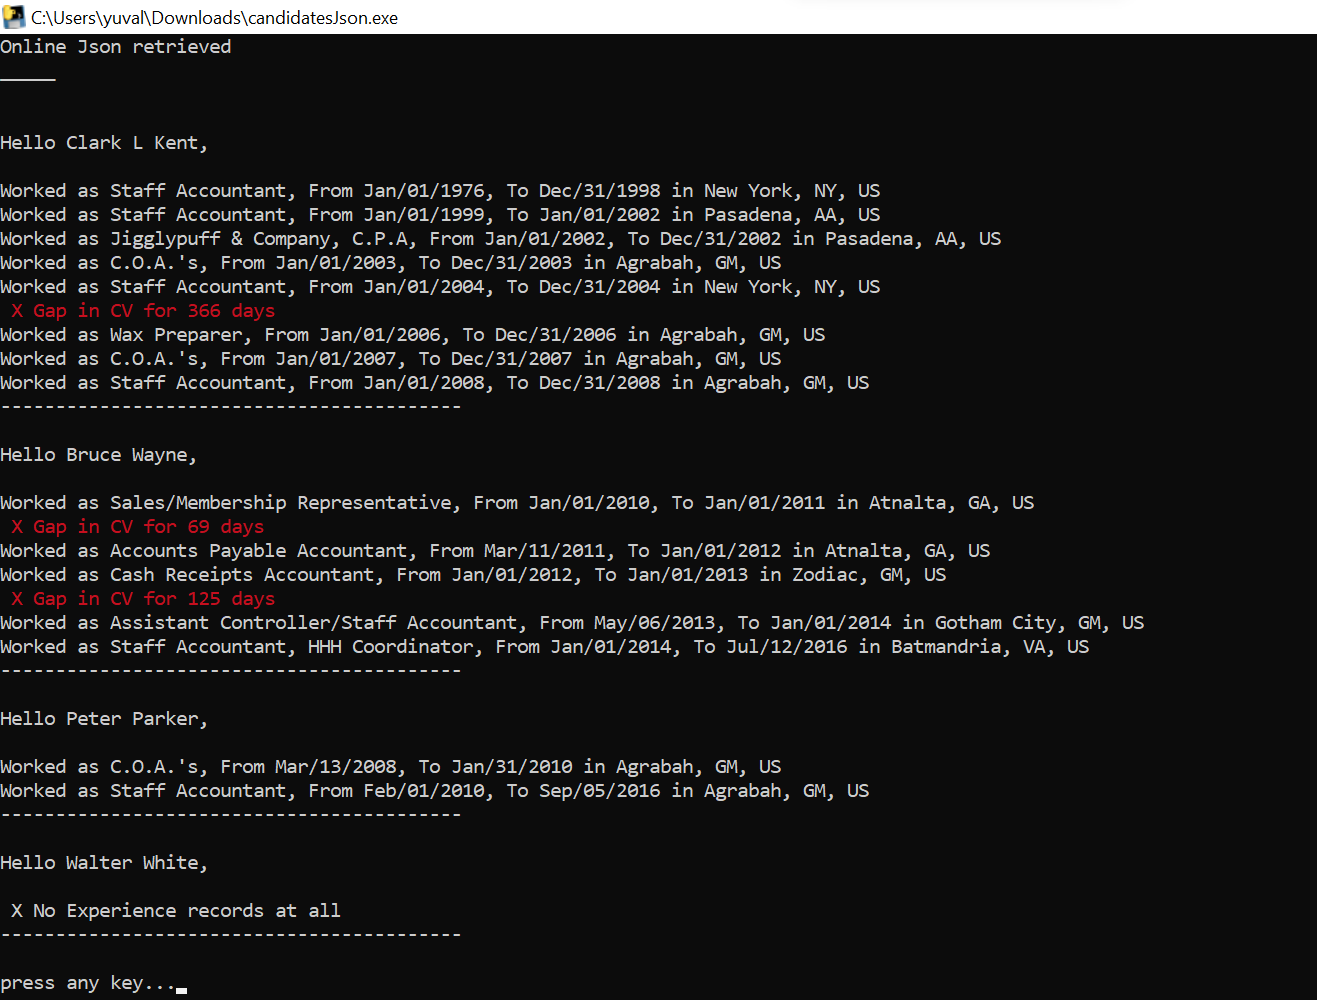 C:\Users\yuval\Downloads\candidatesJson.exe
Online Json retrieved
_____
Hello Clark L Kent,
Worked as Staff Accountant, From Jan/01/1976, To Dec/31/1998 in New York, NY, US
Worked as Staff Accountant, From Jan/01/1999, To Jan/01/2002 in Pasadena, AA, US
Worked as Jigglypuff & Company, C.P.A, From Jan/01/2002, To Dec/31/2002 in Pasadena, AA, US
Worked as C.O.A.'s, From Jan/01/2003, To Dec/31/2003 in Agrabah, GM, US
Worked as Staff Accountant, From Jan/01/2004, To Dec/31/2004 in New York, NY, US
X Gap in CV for 366 days
Worked as Wax Preparer, From Jan/01/2006, To Dec/31/2006 in Agrabah, GM, US
Worked as C.O.A.'s, From Jan/01/2007, To Dec/31/2007 in Agrabah, GM, US
Worked as Staff Accountant, From Jan/01/2008, To Dec/31/2008 in Agrabah, GM, US
------------------------------------------
Hello Bruce Wayne,
Worked as Sales/Membership Representative, From Jan/01/2010, To Jan/01/2011 in Atnalta, GA, US
X Gap in CV for 69 days
Worked as Accounts Payable Accountant, From Mar/11/2011, To Jan/01/2012 in Atnalta, GA, US
Worked as Cash Receipts Accountant, From Jan/01/2012, To Jan/01/2013 in Zodiac, GM, US
X Gap in CV for 125 days
Worked as Assistant Controller/Staff Accountant, From May/06/2013, To Jan/01/2014 in Gotham City, GM, US
Worked as Staff Accountant, HHH Coordinator, From Jan/01/2014, To Jul/12/2016 in Batmandria, VA, US
------------------------------------------
Hello Peter Parker,
Worked as C.O.A.'s, From Mar/13/2008, To Jan/31/2010 in Agrabah, GM, US
Worked as Staff Accountant, From Feb/01/2010, To Sep/05/2016 in Agrabah, GM, US
------------------------------------------
Hello Walter White,
X No Experience records at all
------------------------------------------
press any key...